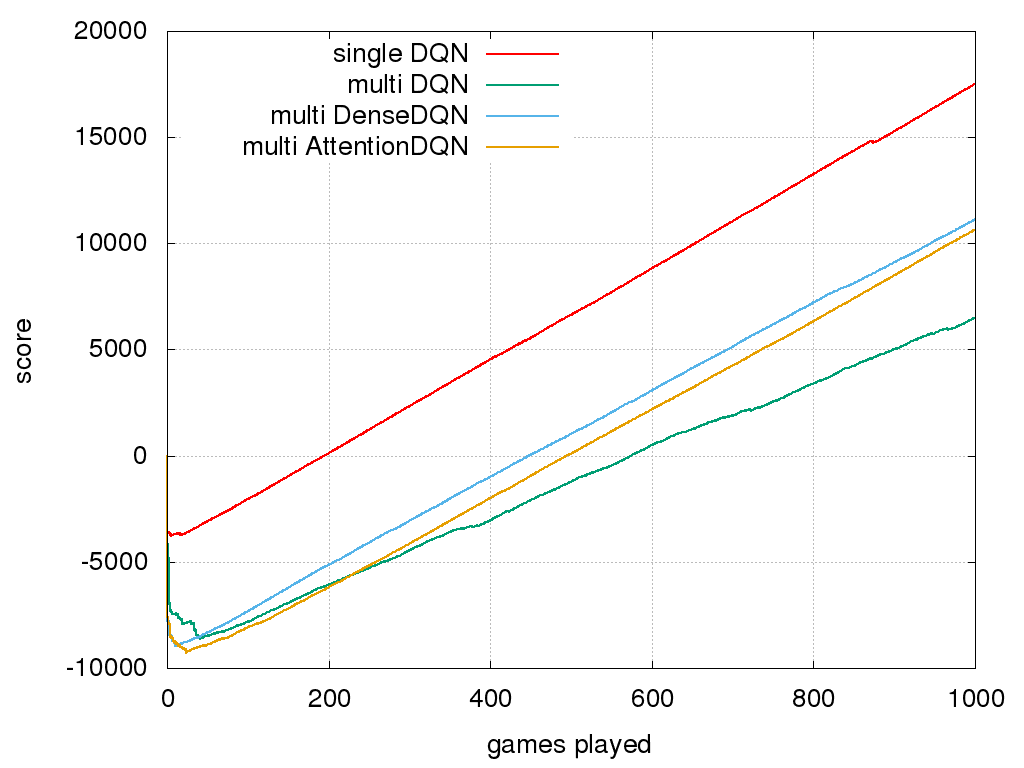 20000
15000
10000
5000
0
-5000
-10000
score
single DQN
multi DQN
multi DenseDQN
multi AttentionDQN
0 200 400 600 800 1000
games played